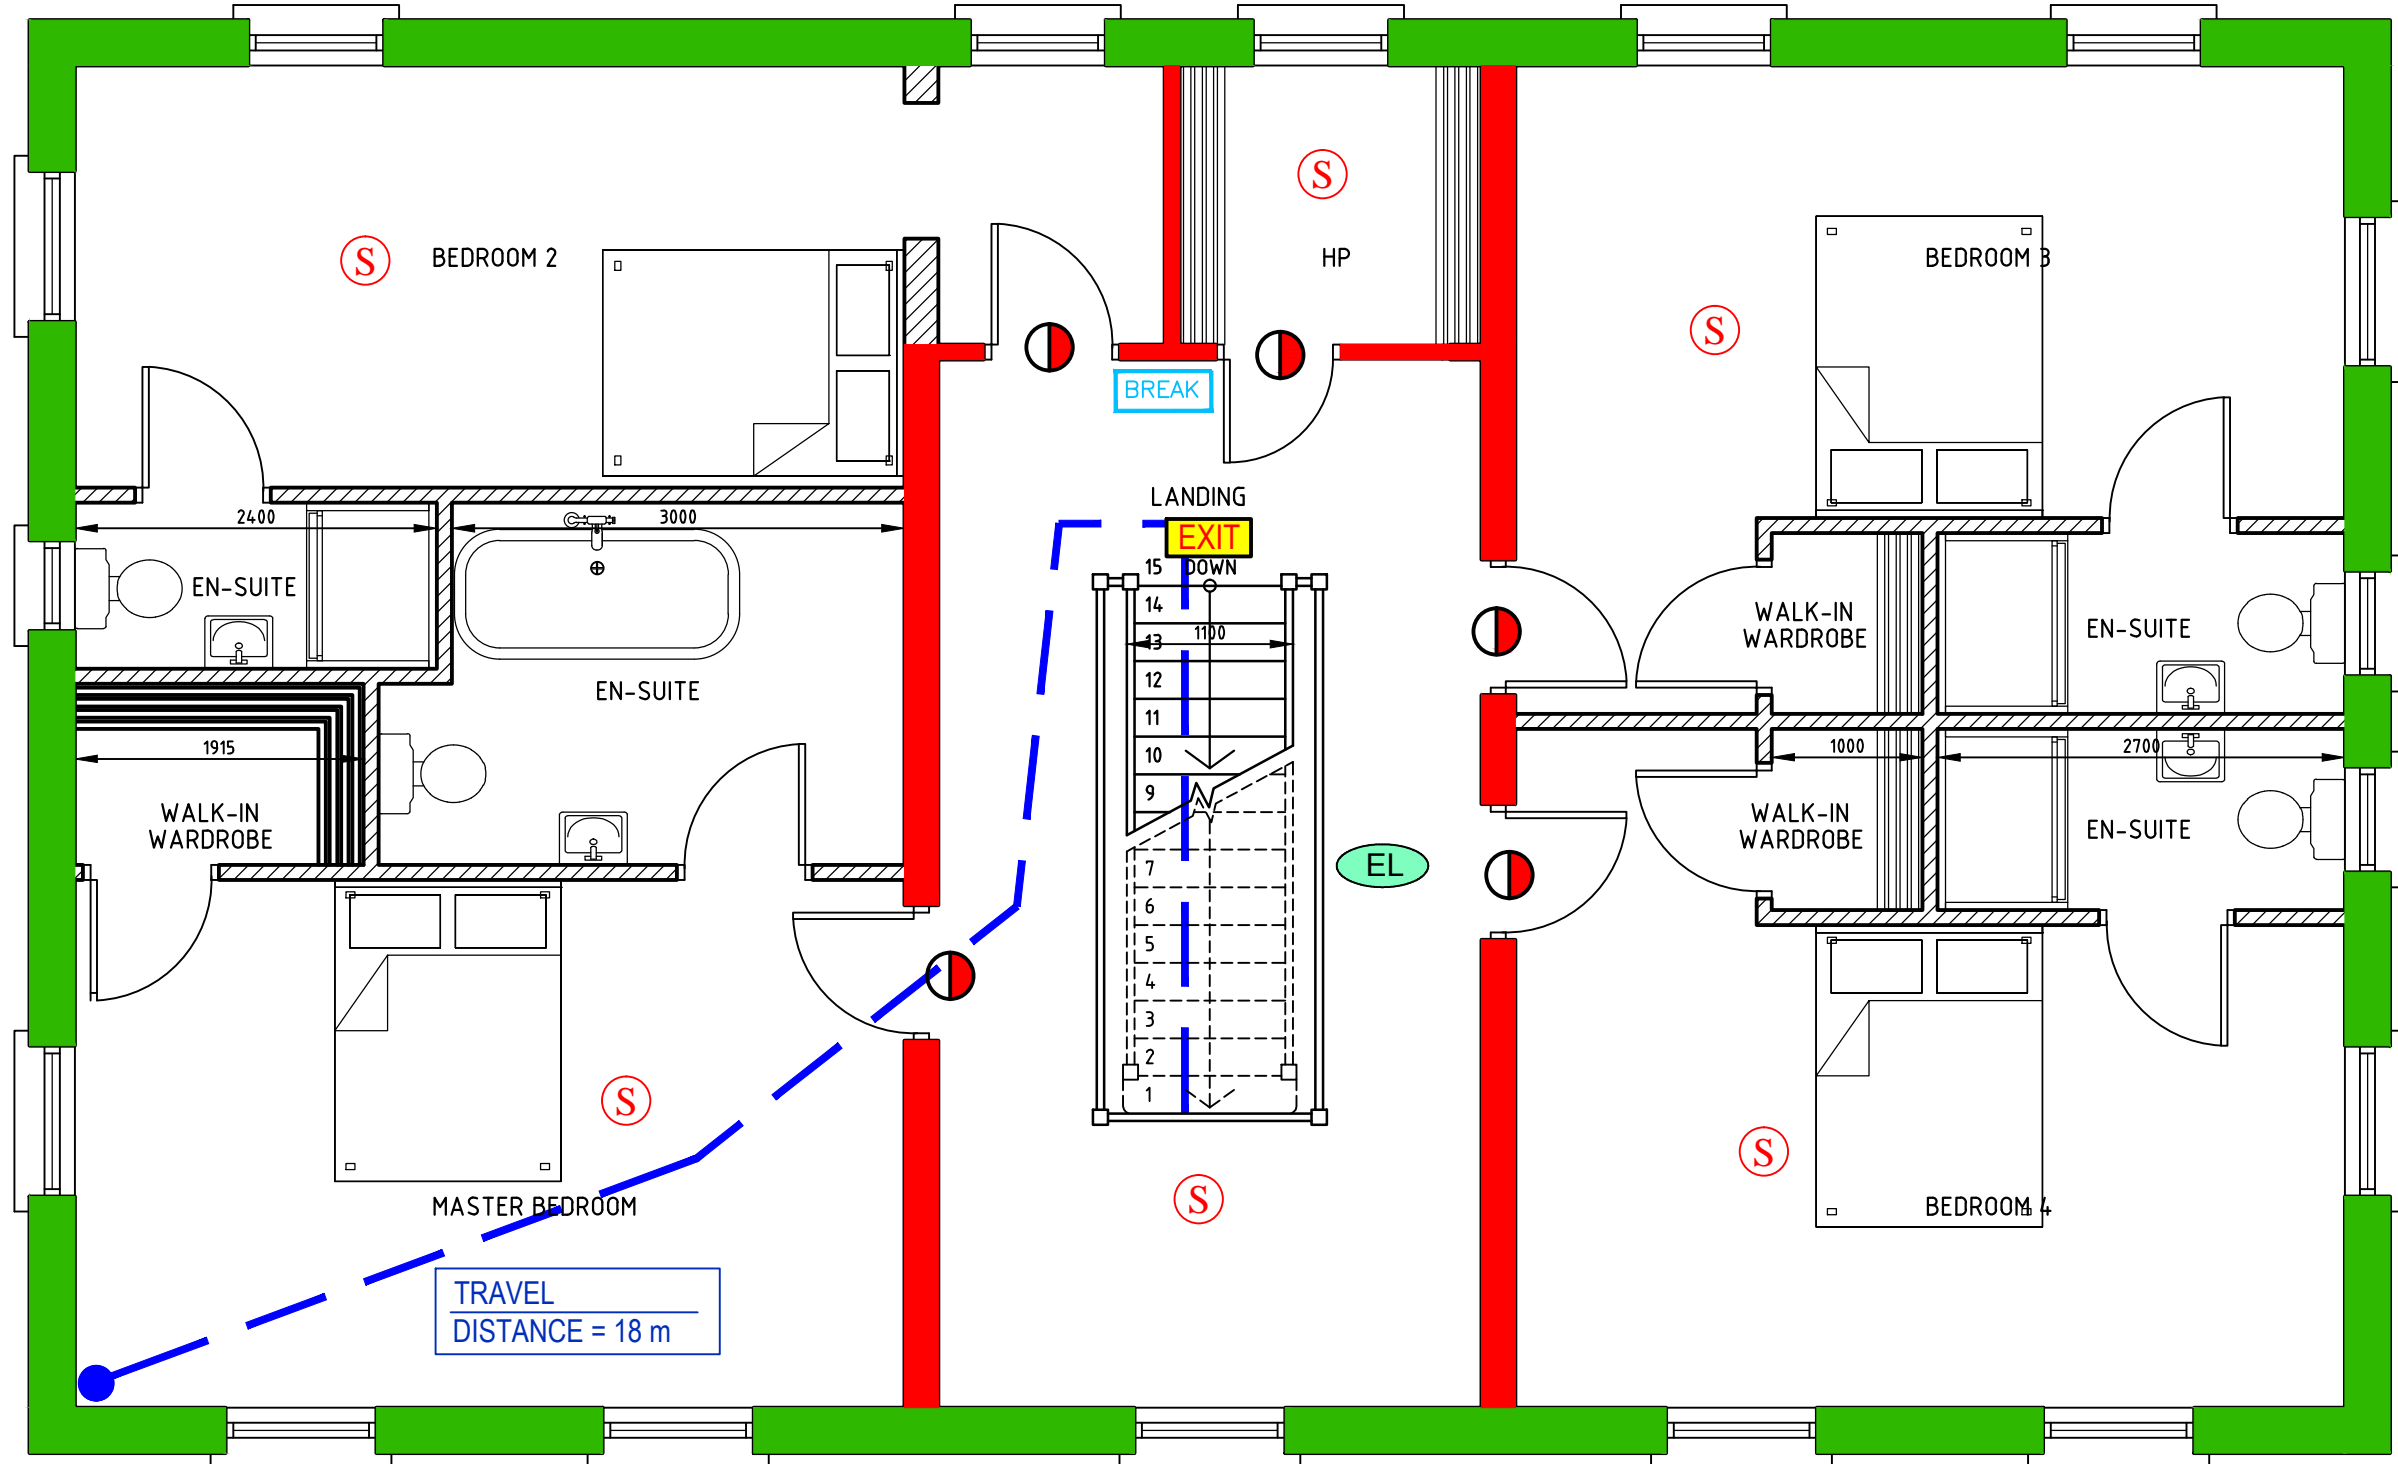 S
HP
S
BEDROOM 2
BEDROOM 3
S
BREAK
LANDING
2400
3000
EXIT
15 DOWN
14
1100
13
12
11
10
9
7
6
5
4
3
2
1
EN-SUITE
EN-SUITE
WALK-IN
WARDROBE
EN-SUITE
1915
1000
2700
WALK-IN
WARDROBE
WALK-IN
WARDROBE
EN-SUITE
EL
S
MASTER BEDROOM
S
S
BEDROOM 4
TRAVEL
DISTANCE = 18 m